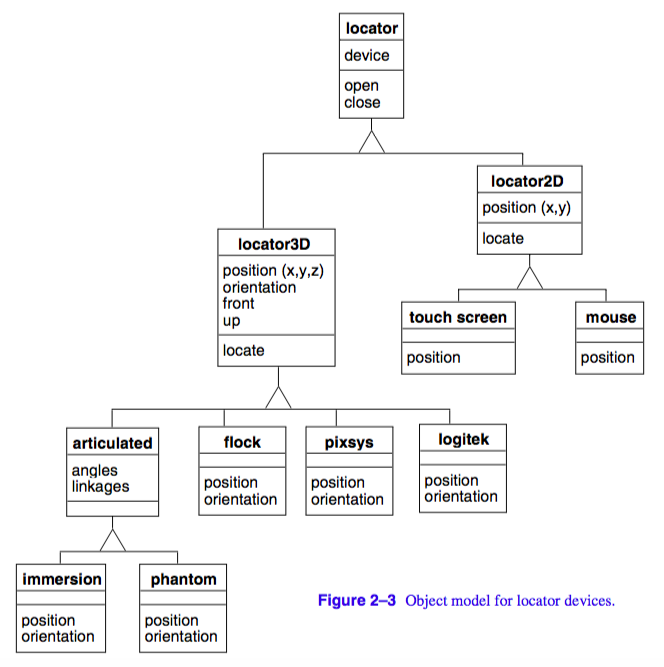 locator
device
open
close
locator2D
position (x,y)
locate
locator3D
position (x,y,z)
orientation
front
up
locate
touch screen
position
mouse
position
articulated
angles
linkages
flock
position
orientation
pixsys
position
orientation
logitek
position
orientation
immersion
position
orientation
phantom
position
orientation
Figure 2–3 Object model for locator devices.